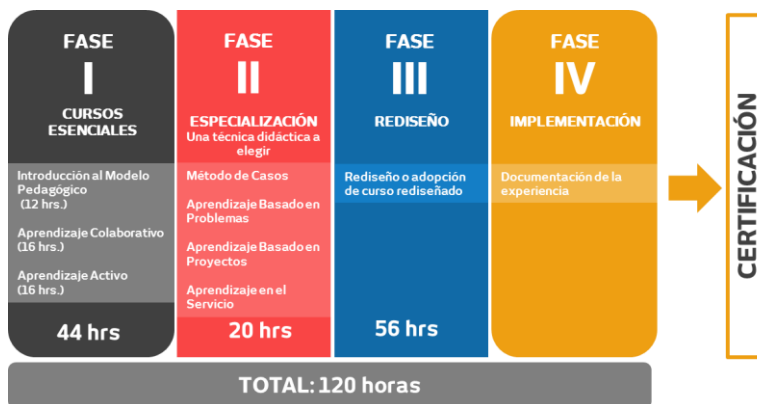 FASE
I
CURSOS
ESENCIALES
Introducción al Modelo
Pedagógico
(12 hrs.)
Aprendizaje Colaborativo
(16 hrs.)
Aprendizaje Activo
(16 hrs.)
44 hrs
FASE
II
ESPECIALIZACIÓN
Una técnica didáctica a
elegir
Método de Casos
Aprendizaje Basado en
Problemas
Aprendizaje Basado en
Proyectos
Aprendizaje en el
Servicio
20 hrs
FASE
III
REDISEÑO
Rediseño o adopción
de curso rediseñado
56 hrs
FASE
IV
IMPLEMENTACIÓN
Documentación de la
experiencia
CERTIFICACIÓN
TOTAL: 120 horas